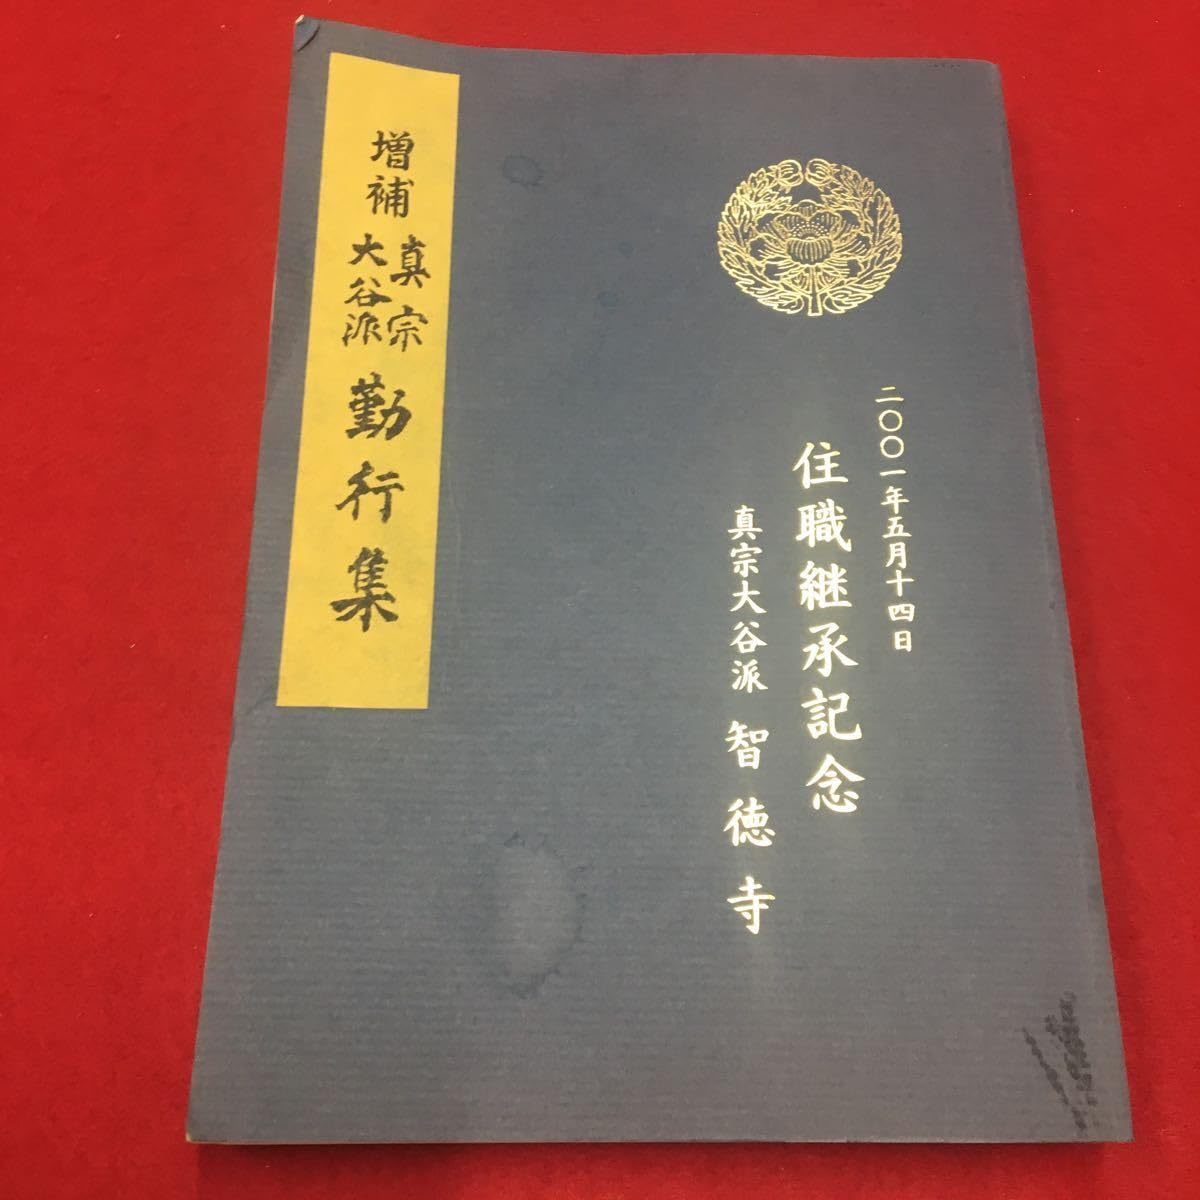 二〇〇一年五月十四日
住職継承記念
真宗大谷派 智徳寺
増補 真宗大谷派 勤行集